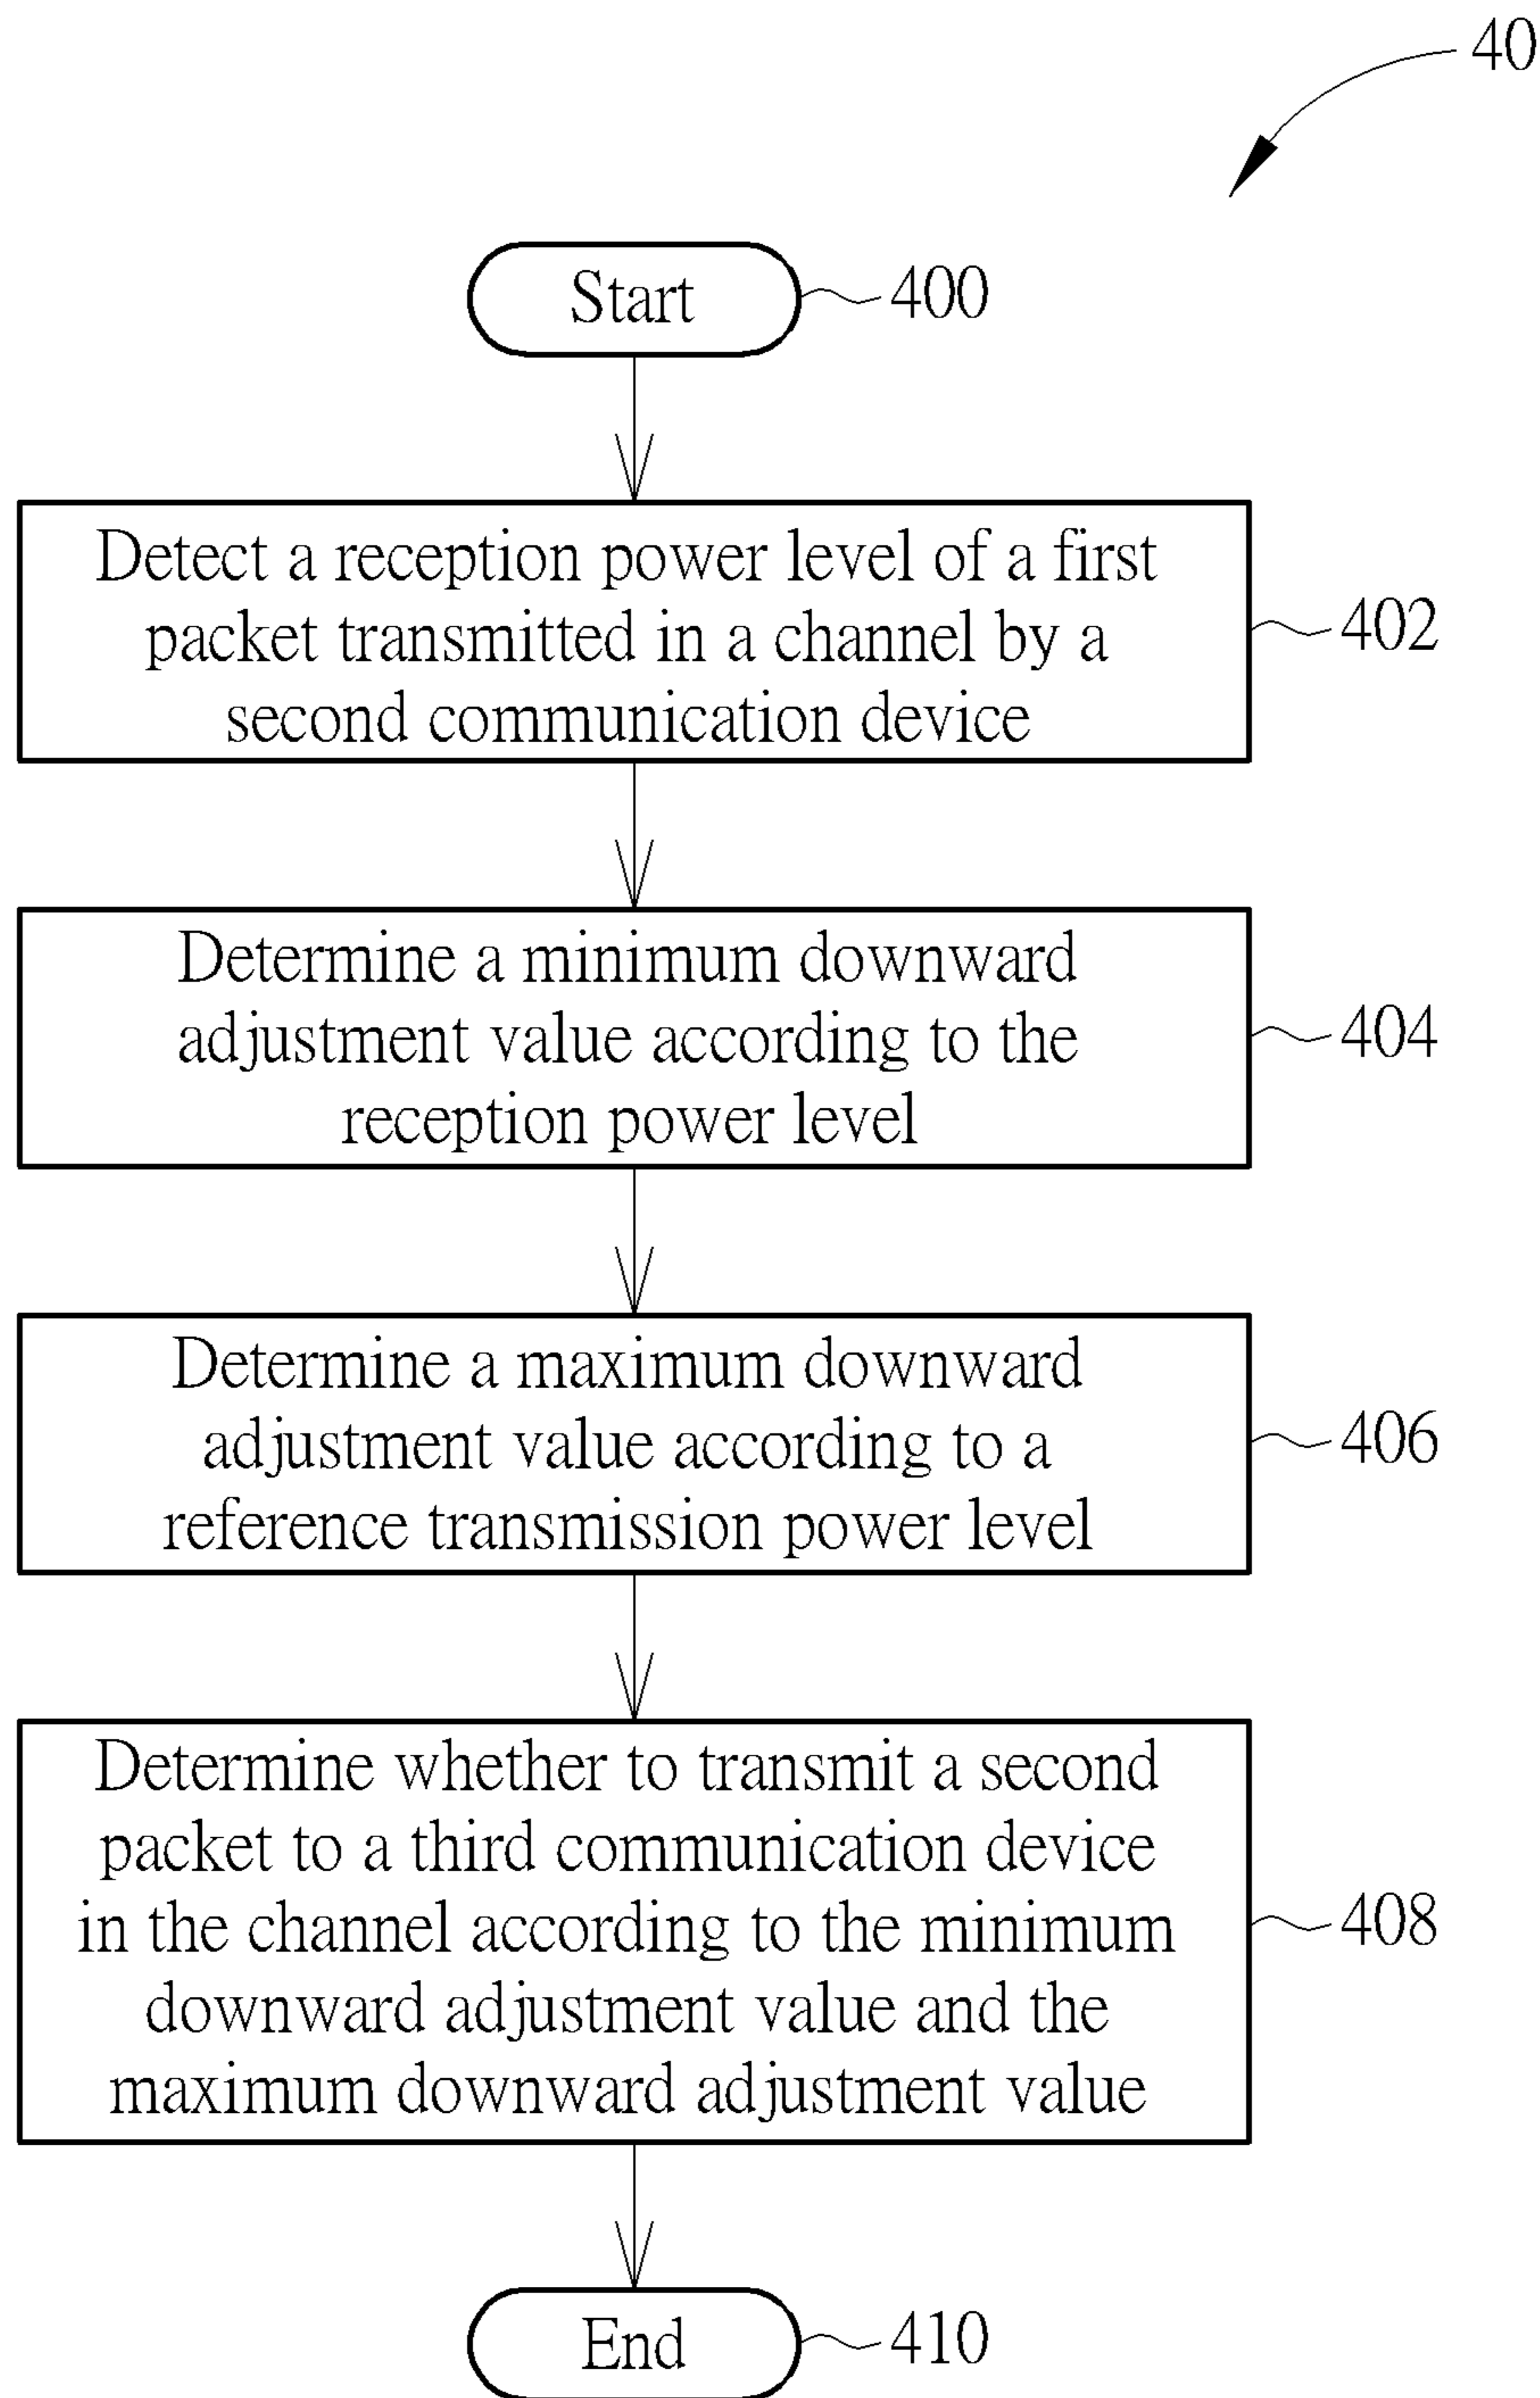 40
Start
400
Detect a reception power level of a first
packet transmitted in a channel by a
second communication device
402
Determine a minimum downward
adjustment value according to the
reception power level
404
Determine a maximum downward
adjustment value according to a
reference transmission power level
406
Determine whether to transmit a second
packet to a third communication device
in the channel according to the minimum
downward adjustment value and the
maximum downward adjustment value
408
End
410